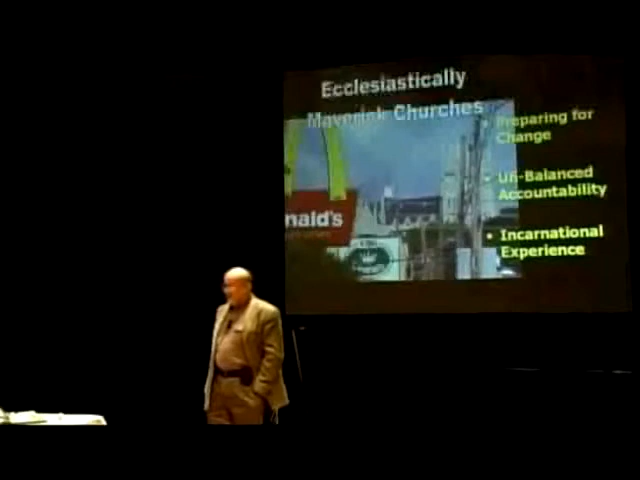 Ecclesiastically
Maverick Churches
• Preparing for
Change
• Un-Balanced
Accountability
• Incarnational
Experience
nald's